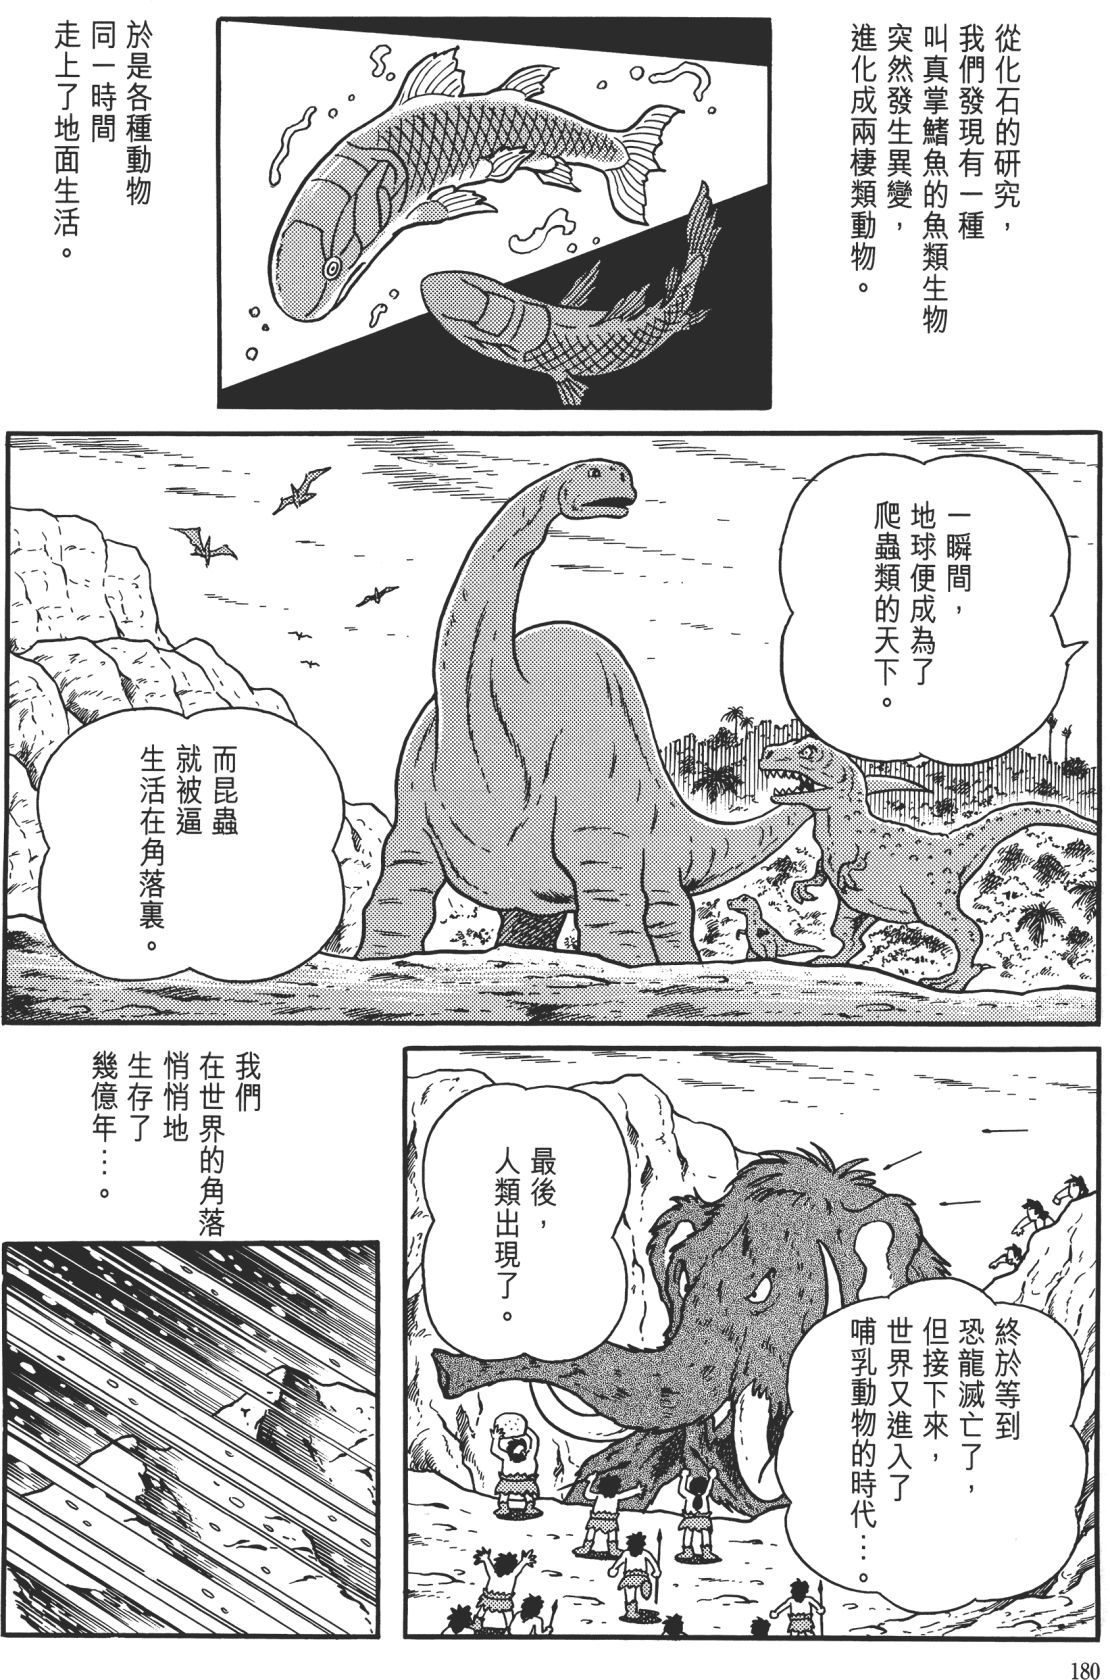 從化石的研究，
我們發現有一種
叫真掌鰭魚的魚類生物
突然發生異變，
進化成兩棲類動物。
於是各種動物
同一時間
走上了地面生活。
一瞬間，
地球便成為了
爬蟲類的天下。
而昆蟲
就被逼
生活在角落裏。
終於等到
恐龍滅亡了，
但接下來，
世界又進入了
哺乳動物的時代…。
最後，
人類出現了。
我們
在世界的角落
悄悄地
生存了
幾億年…。
180